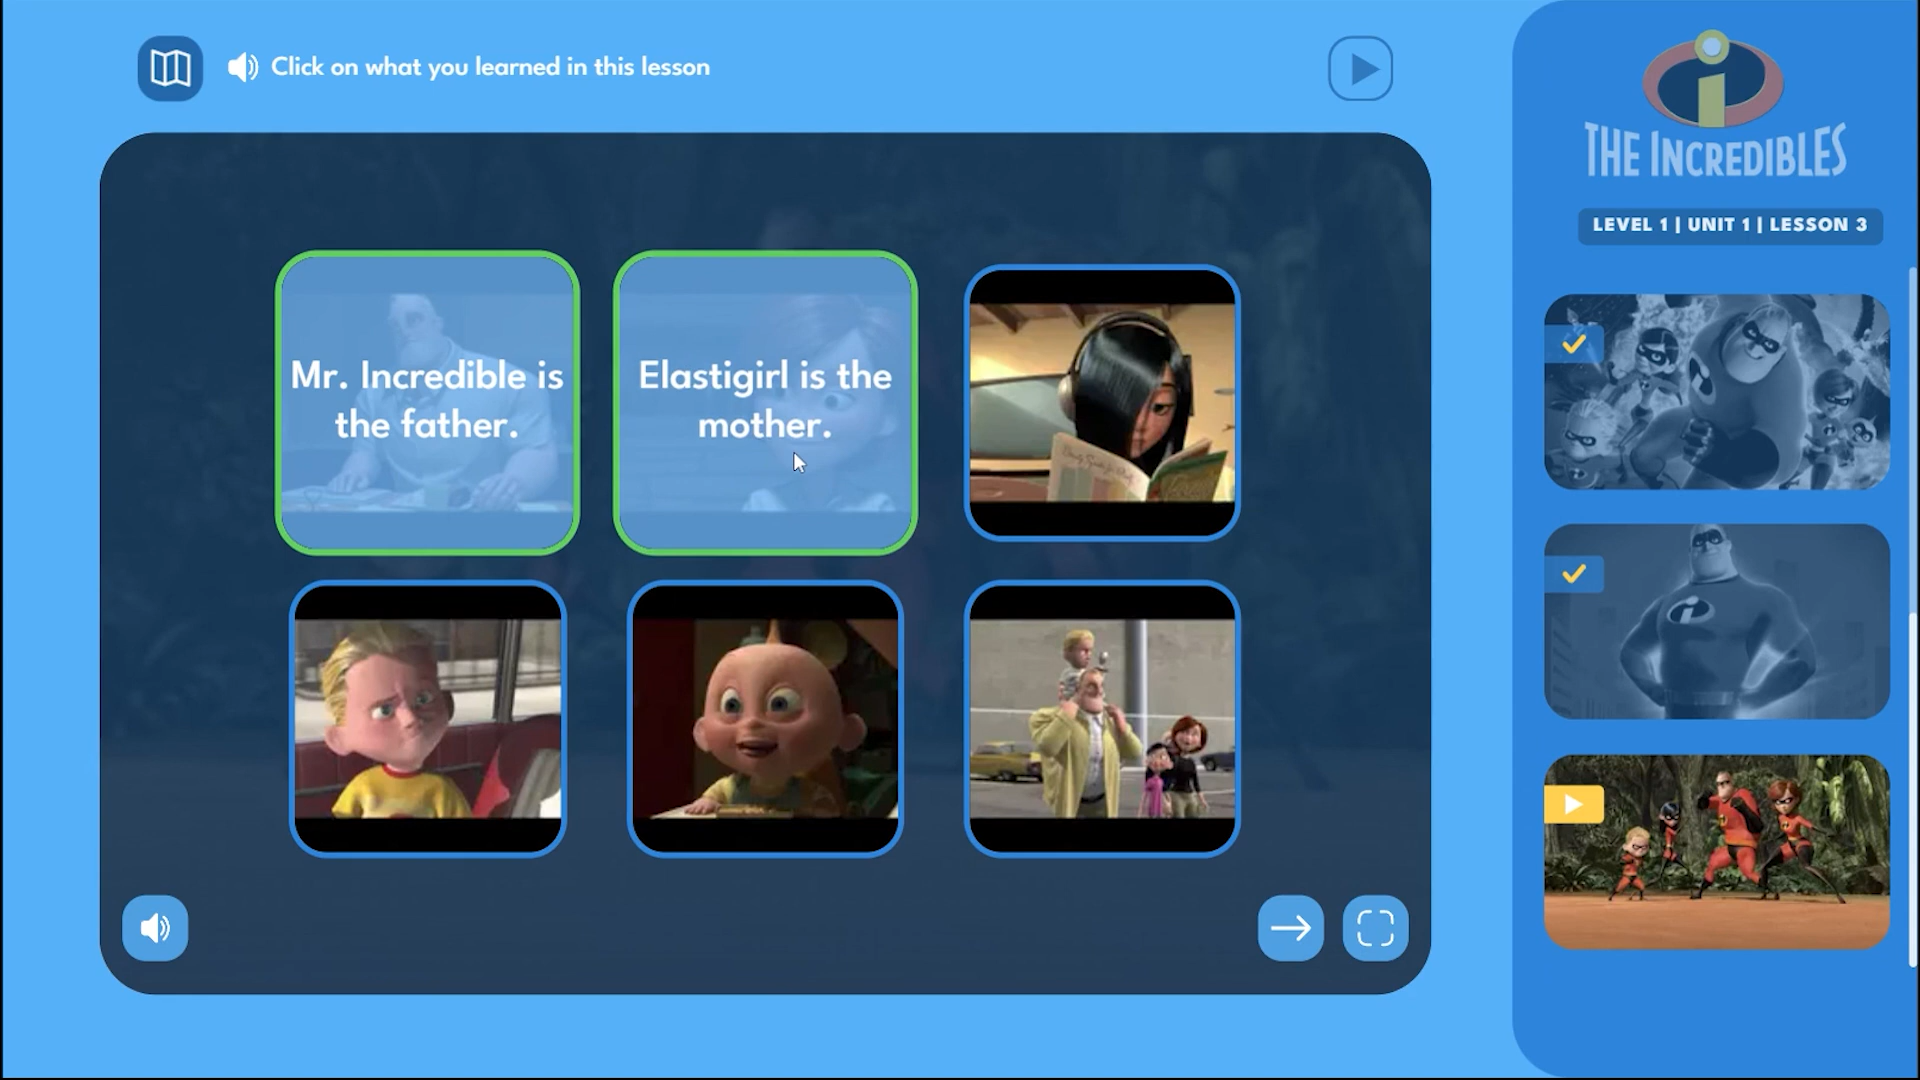 Click on what you learned in this lesson
THE INCREDIBLES
LEVEL 1 | UNIT 1 | LESSON 3
Mr. Incredible is
the father.
Elastigirl is the
mother.